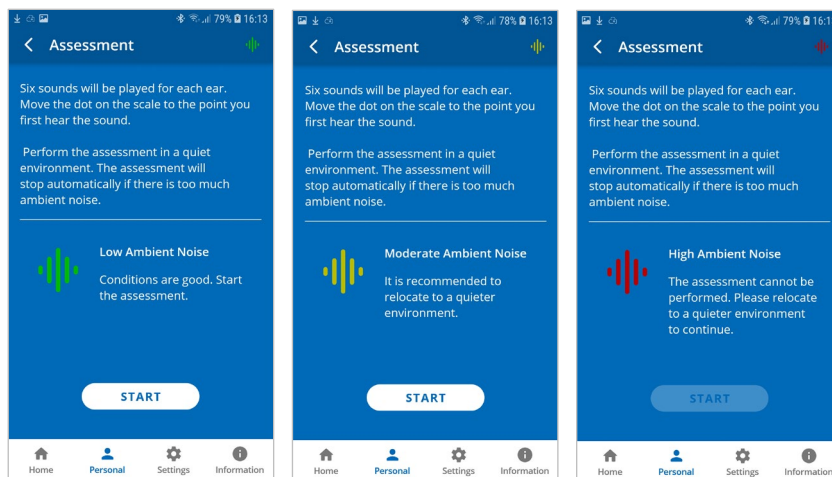 79% 16:13
Assessment
Six sounds will be played for each ear.
Move the dot on the scale to the point you
first hear the sound.
Perform the assessment in a quiet
environment. The assessment will
stop automatically if there is too much
ambient noise.
Low Ambient Noise
Conditions are good. Start
the assessment.
START
Home Personal Settings Information
78% 16:13
Assessment
Six sounds will be played for each ear.
Move the dot on the scale to the point you
first hear the sound.
Perform the assessment in a quiet
environment. The assessment will
stop automatically if there is too much
ambient noise.
Moderate Ambient Noise
It is recommended to
relocate to a quieter
environment.
START
Home Personal Settings Information
79% 16:1
Assessment
Six sounds will be played for each ear.
Move the dot on the scale to the point you
first hear the sound.
Perform the assessment in a quiet
environment. The assessment will
stop automatically if there is too much
ambient noise.
High Ambient Noise
The assessment cannot be
performed. Please relocate
to a quieter environment
to continue.
START
Home Personal Settings Information